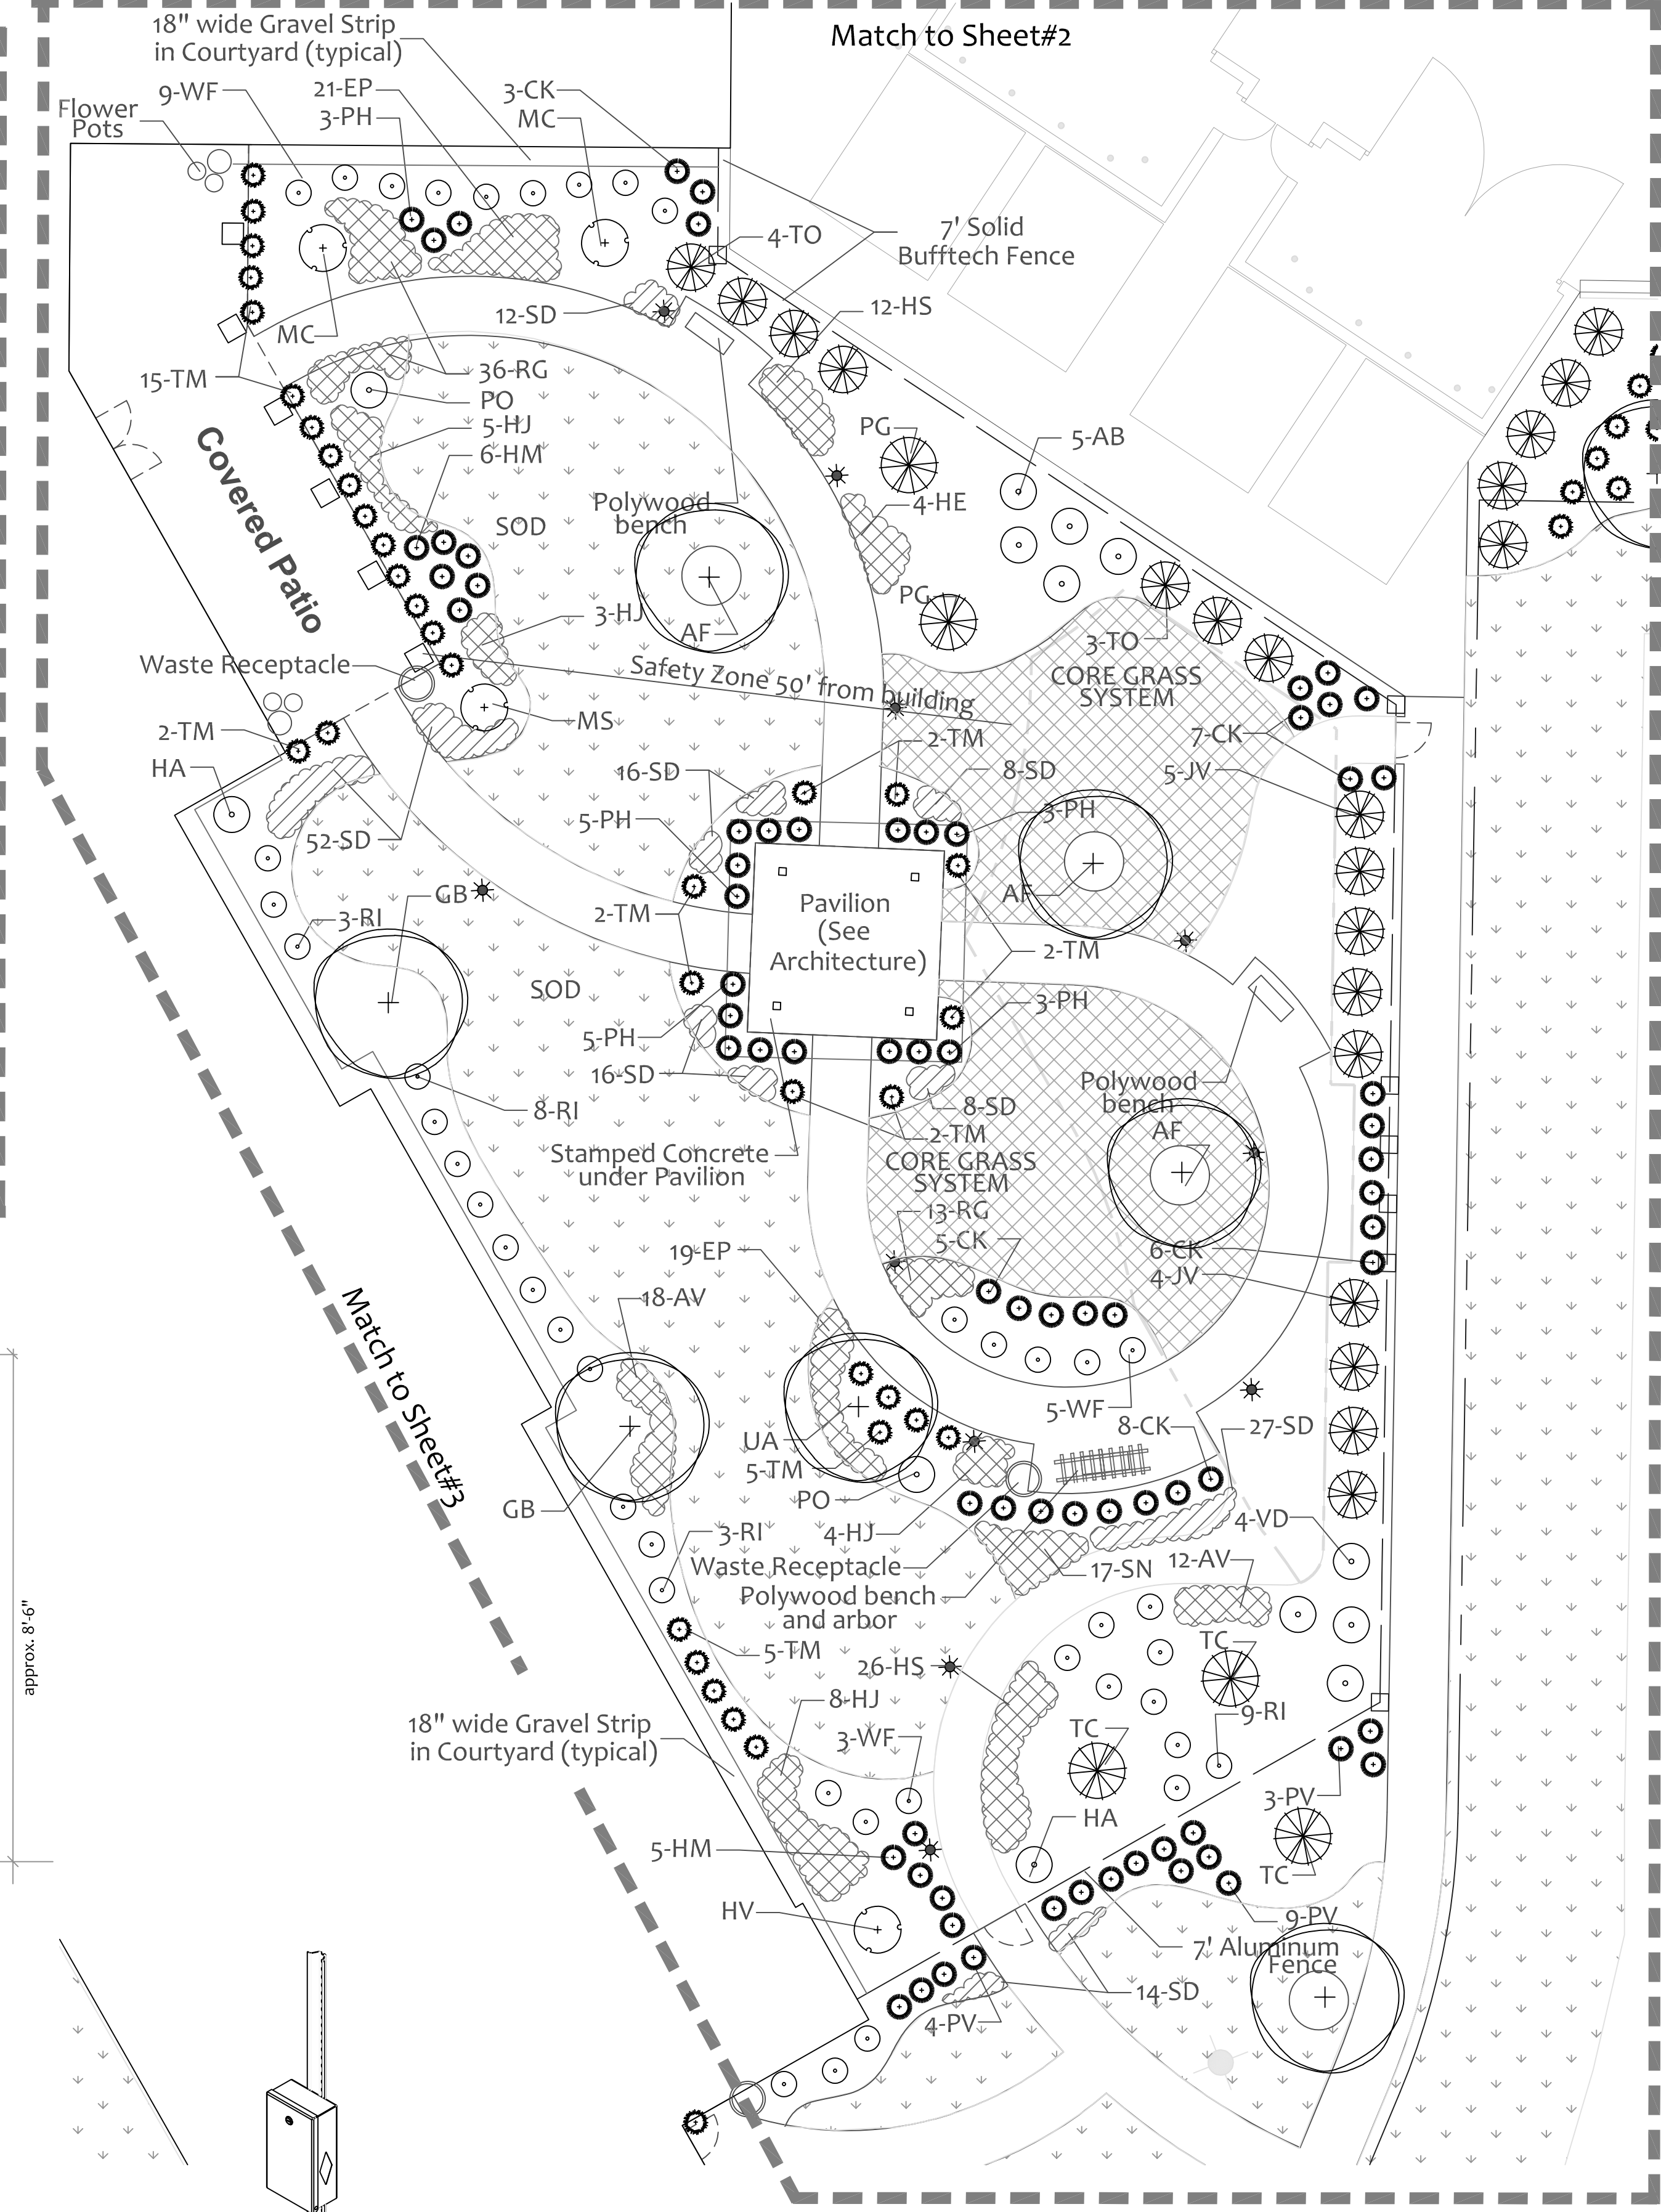 Match to Sheet#2
18" wide Gravel Strip
in Courtyard (typical)
9-WF
21-EP
3-PH
3-CK
MC
Flower
Pots
4-TO
7' Solid
Bufftech Fence
12-SD
12-HS
MC
15-TM
36-RG
PO
5-HJ
6-HM
PG
5-AB
Covered Patio
SOD
Polywood
bench
4-HE
PG
3-HJ
AF
3-TO
CORE GRASS
SYSTEM
Waste Receptacle
Safety Zone 50' from building
MS
2-TM
2-TM
7-CK
HA
16-SD
8-SD
5-JV
5-PH
3-PH
52-SD
GB
AF
3-RI
2-TM
Pavilion
(See
Architecture)
2-TM
SOD
3-PH
5-PH
16-SD
Polywood
bench
8-RI
8-SD
AF
2-TM
Stamped Concrete
under Pavilion
CORE GRASS
SYSTEM
13-RG
5-CK
19-EP
6-CK
4-JV
18-AV
Match to Sheet#3
5-WF
8-CK
27-SD
UA
5-TM
PO
GB
4-HJ
3-RI
4-VD
Waste Receptacle
17-SN
12-AV
Polywood bench
and arbor
approx. 8'-6"
5-TM
26-HS
TC
8-HJ
9-RI
18" wide Gravel Strip
in Courtyard (typical)
3-WF
TC
3-PV
HA
5-HM
TC
HV
9-PV
7' Aluminum
Fence
14-SD
4-PV